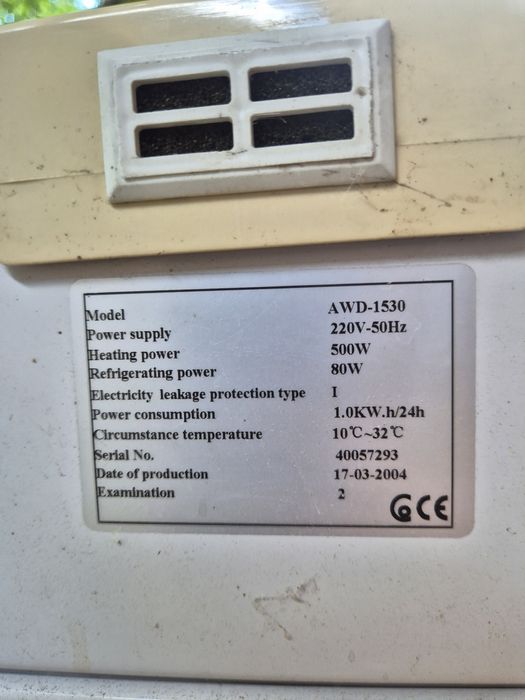 Model AWD-1530
Power supply 220V-50Hz
Heating power 500W
Refrigerating power 80W
Electricity leakage protection type I
Power consumption 1.0KW.h/24h
Circumstance temperature 10℃~32℃
Serial No. 40057293
Date of production 17-03-2004
Examination 2
CE